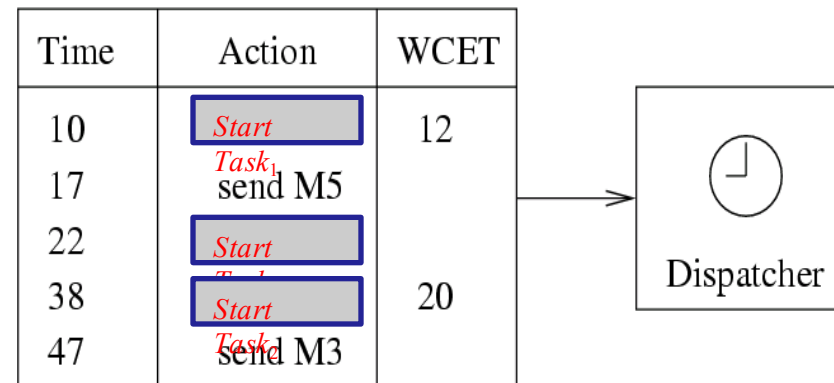 Time Action WCET
10 Start 12
Task1
17 send M5
22 Start
38 Start 20
Task2
47 send M3
Dispatcher